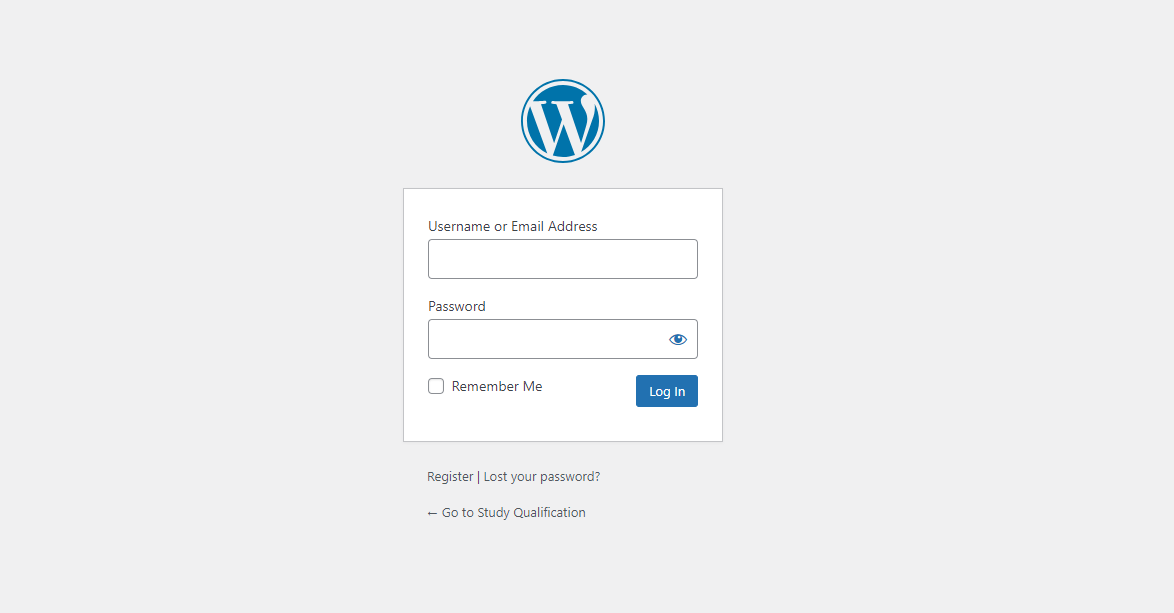 Username or Email Address
Password
Remember Me
Log In
Register | Lost your password?
← Go to Study Qualification